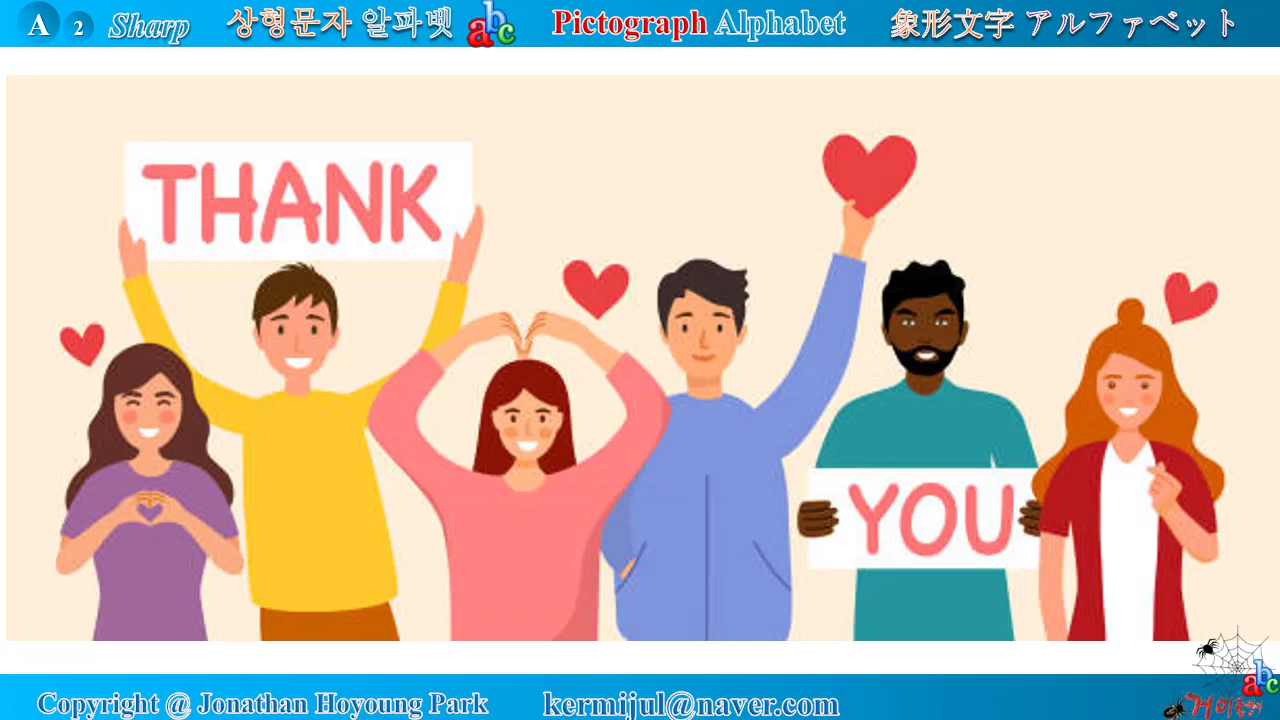 A 2 Sharp 상형문자 알파벳 abc Pictograph Alphabet 象形文字 アルファベット
THANK
YOU
abc
Copyright @ Jonathan Hoyoung Park kermijul@naver.com